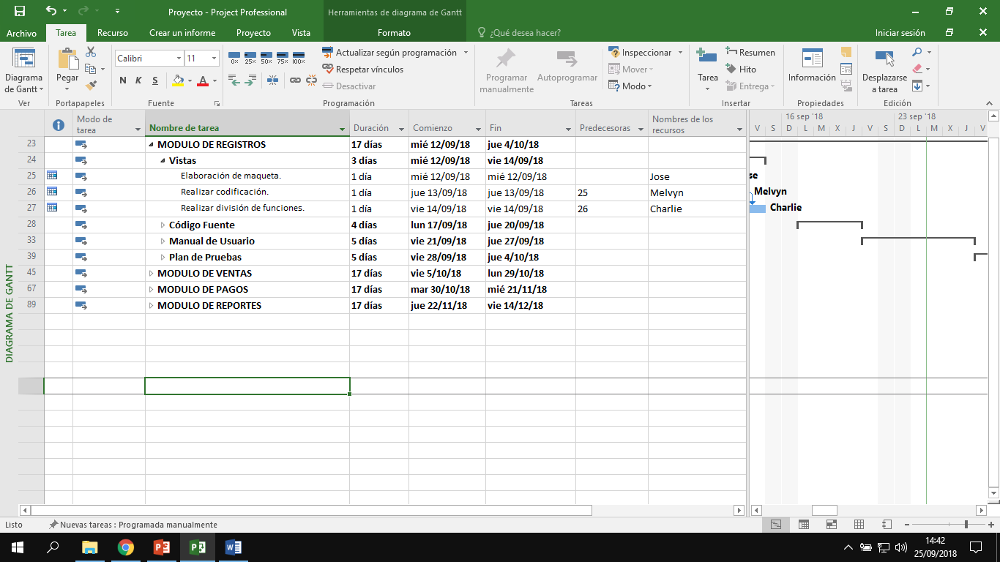 Proyecto - Project Professional
Herramientas de diagrama de Gantt
Archivo Tarea Recurso Crear un informe Proyecto Vista Formato ¿Qué desea hacer? Iniciar sesión
Diagrama de Gantt
Ver
Pegar
Portapapeles
Calibri 11
N K S A
Fuente
0% 25% 50% 75% 100%
Actualizar según programación
Respetar vínculos
Desactivar
Programación
Programar manualmente
Autoprogramar
Inspeccionar
Mover
Modo
Tareas
Tarea
Resumen
Hito
Entrega
Insertar
Información
Propiedades
Desplazarse a tarea
Edición
DIAGRAMA DE GANTT
Modo de tarea Nombre de tarea Duración Comienzo Fin Predecesoras Nombres de los recursos
16 sep '18 23 sep '18
V S D L M X J V S D L M X J V
23 MODULO DE REGISTROS 17 días mié 12/09/18 jue 4/10/18
24 Vistas 3 días mié 12/09/18 vie 14/09/18
25 Elaboración de maqueta. 1 día mié 12/09/18 mié 12/09/18 Jose se
26 Realizar codificación. 1 día jue 13/09/18 jue 13/09/18 25 Melvyn Melvyn
27 Realizar división de funciones. 1 día vie 14/09/18 vie 14/09/18 26 Charlie Charlie
28 Código Fuente 4 días lun 17/09/18 jue 20/09/18
33 Manual de Usuario 5 días vie 21/09/18 jue 27/09/18
39 Plan de Pruebas 5 días vie 28/09/18 jue 4/10/18
45 MODULO DE VENTAS 17 días vie 5/10/18 lun 29/10/18
67 MODULO DE PAGOS 17 días mar 30/10/18 mié 21/11/18
89 MODULO DE REPORTES 17 días jue 22/11/18 vie 14/12/18
Listo Nuevas tareas : Programada manualmente
14:42
25/09/2018